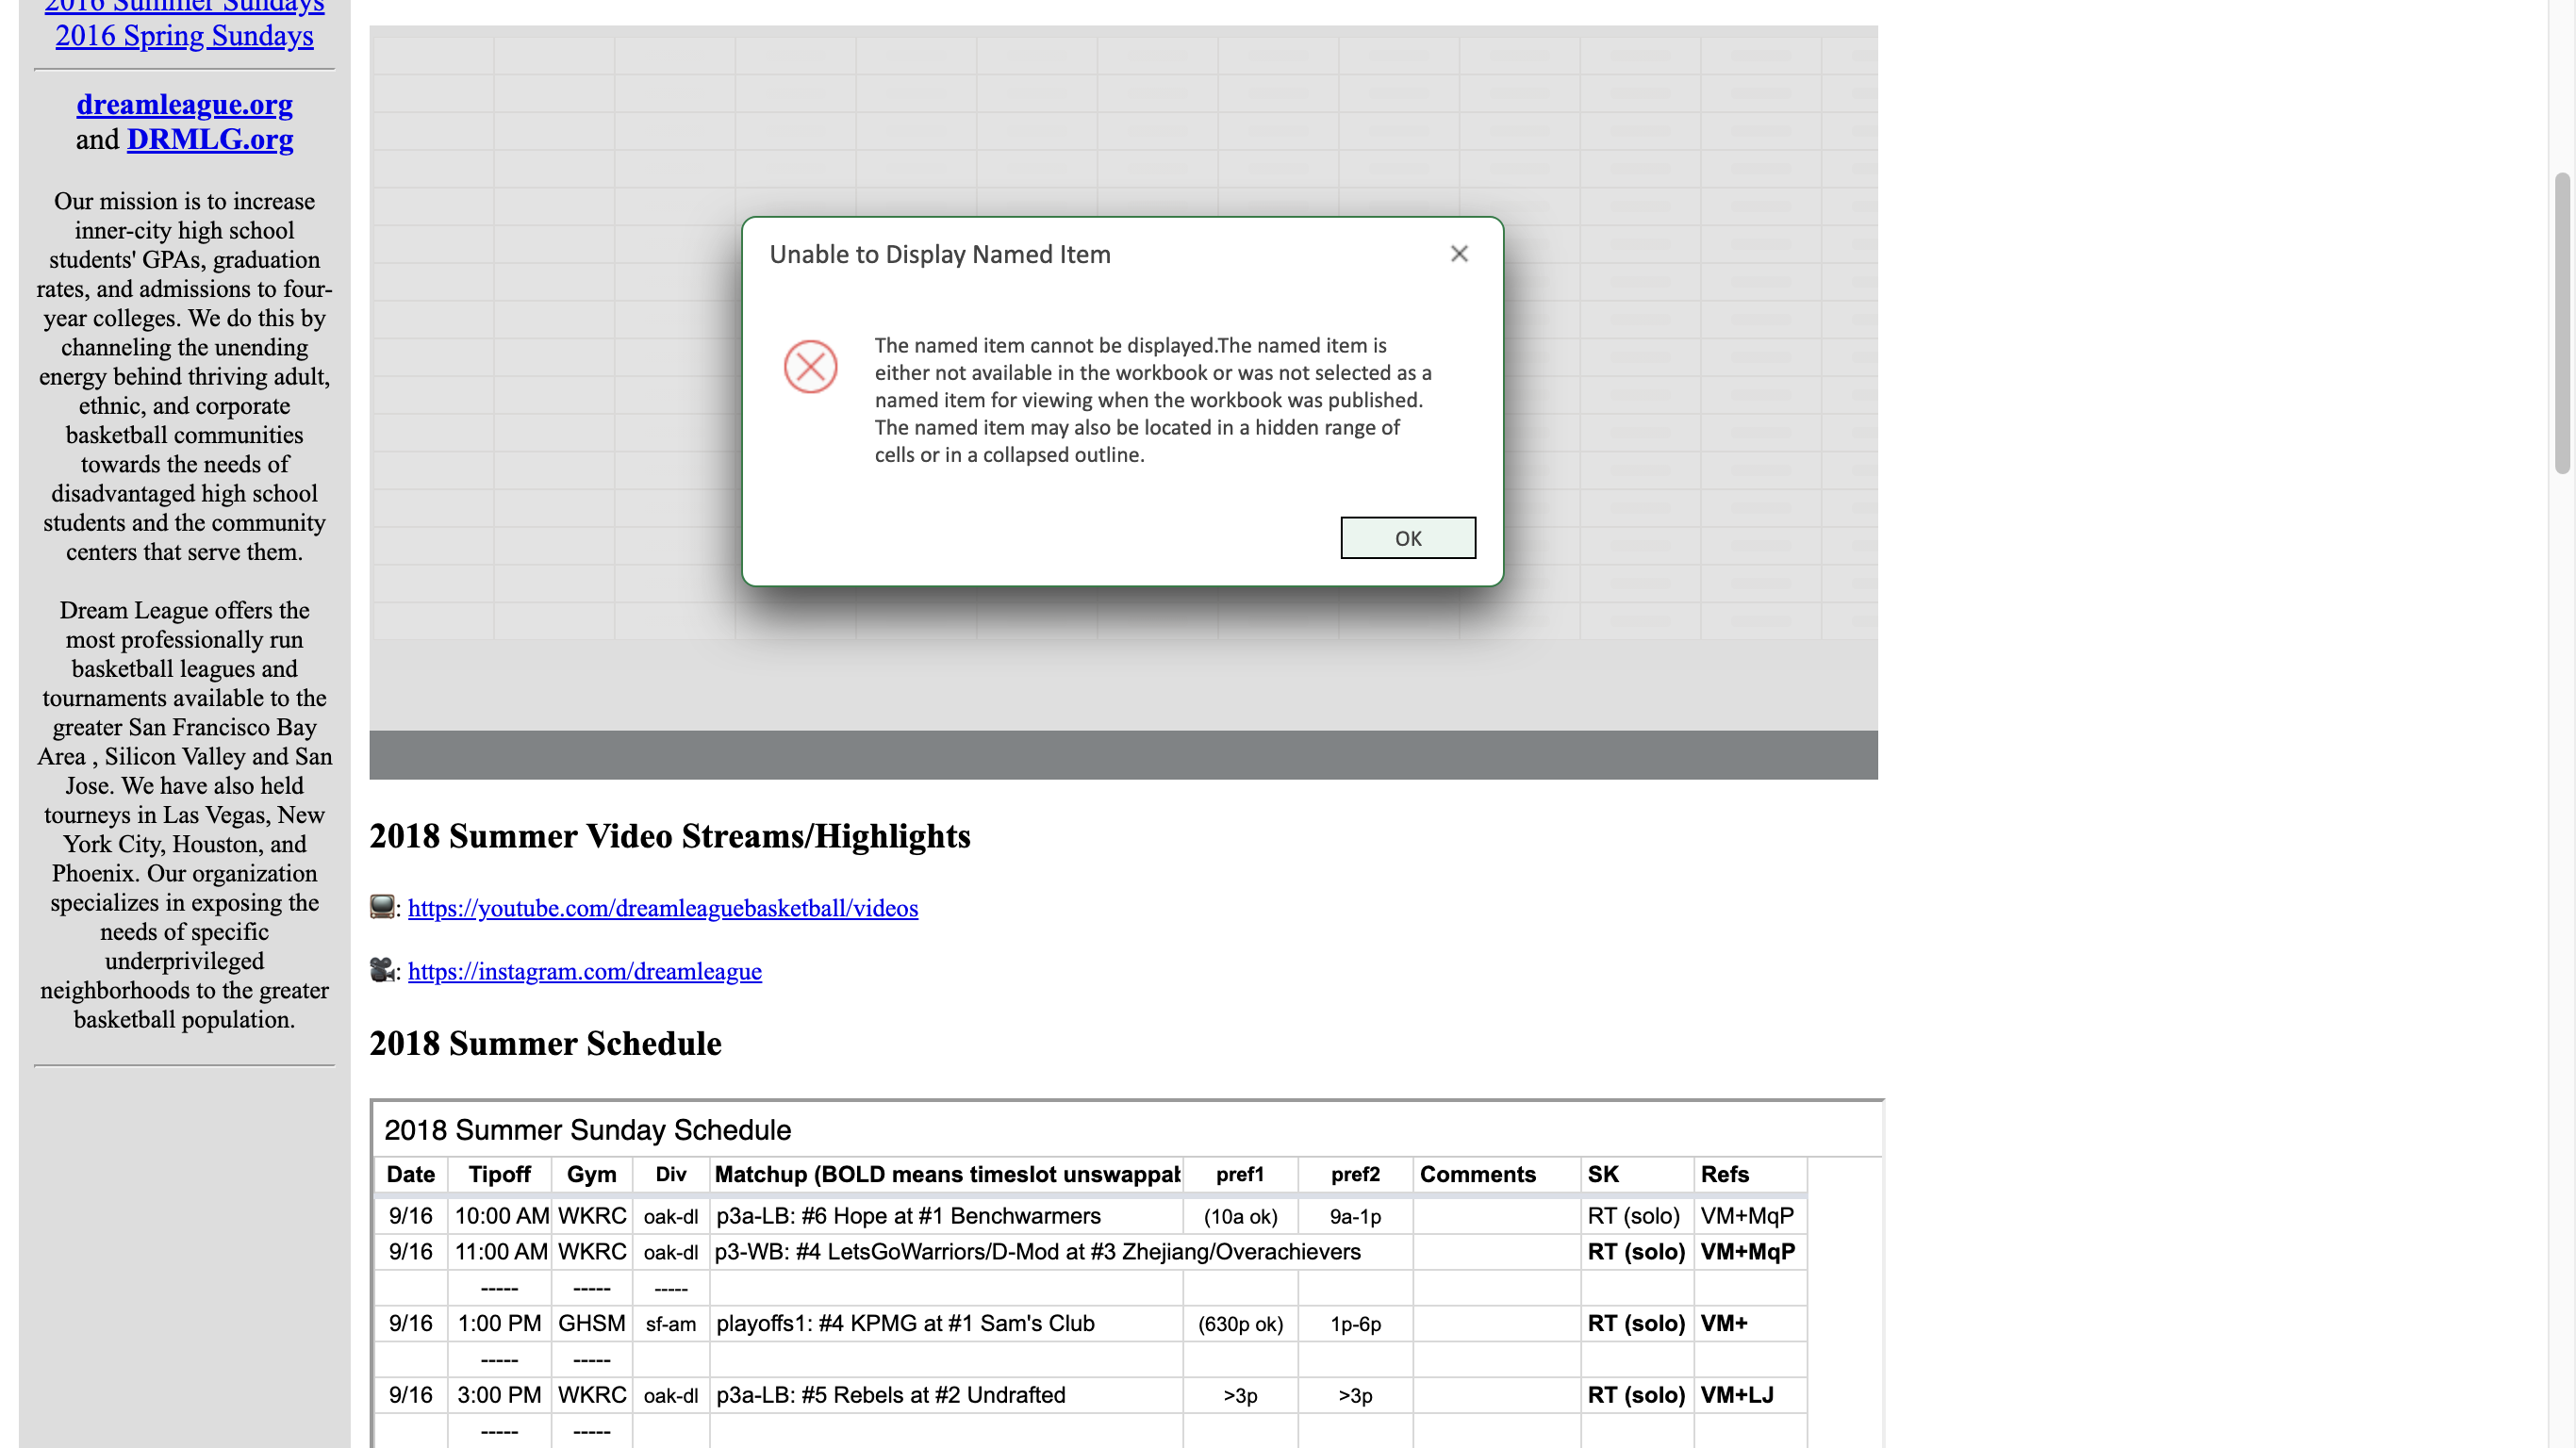 2016 Summer Sundays
2016 Spring Sundays
dreamleague.org
and DRMLG.org
Our mission is to increase
inner-city high school
students' GPAs, graduation
rates, and admissions to four-
year colleges. We do this by
channeling the unending
energy behind thriving adult,
ethnic, and corporate
basketball communities
towards the needs of
disadvantaged high school
students and the community
centers that serve them.
Dream League offers the
most professionally run
basketball leagues and
tournaments available to the
greater San Francisco Bay
Area , Silicon Valley and San
Jose. We have also held
tourneys in Las Vegas, New
York City, Houston, and
Phoenix. Our organization
specializes in exposing the
needs of specific
underprivileged
neighborhoods to the greater
basketball population.
Unable to Display Named Item
The named item cannot be displayed.The named item is
either not available in the workbook or was not selected as a
named item for viewing when the workbook was published.
The named item may also be located in a hidden range of
cells or in a collapsed outline.
OK
2018 Summer Video Streams/Highlights
: https://youtube.com/dreamleaguebasketball/videos
: https://instagram.com/dreamleague
2018 Summer Schedule
2018 Summer Sunday Schedule
Date Tipoff Gym Div Matchup (BOLD means timeslot unswappab pref1 pref2 Comments SK Refs
9/16 10:00 AM WKRC oak-dl p3a-LB: #6 Hope at #1 Benchwarmers (10a ok) 9a-1p RT (solo) VM+MqP
9/16 11:00 AM WKRC oak-dl p3-WB: #4 LetsGoWarriors/D-Mod at #3 Zhejiang/Overachievers RT (solo) VM+MqP
----- ----- -----
9/16 1:00 PM GHSM sf-am playoffs1: #4 KPMG at #1 Sam's Club (630p ok) 1p-6p RT (solo) VM+
----- -----
9/16 3:00 PM WKRC oak-dl p3a-LB: #5 Rebels at #2 Undrafted >3p >3p RT (solo) VM+LJ
----- -----